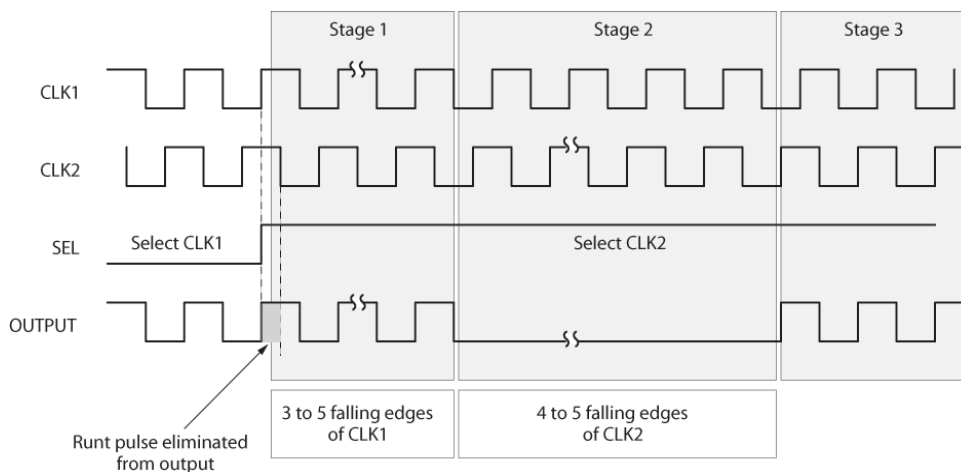 Stage 1
Stage 2
Stage 3
CLK1
CLK2
SEL
Select CLK1
Select CLK2
OUTPUT
3 to 5 falling edges
of CLK1
4 to 5 falling edges
of CLK2
Runt pulse eliminated
from output